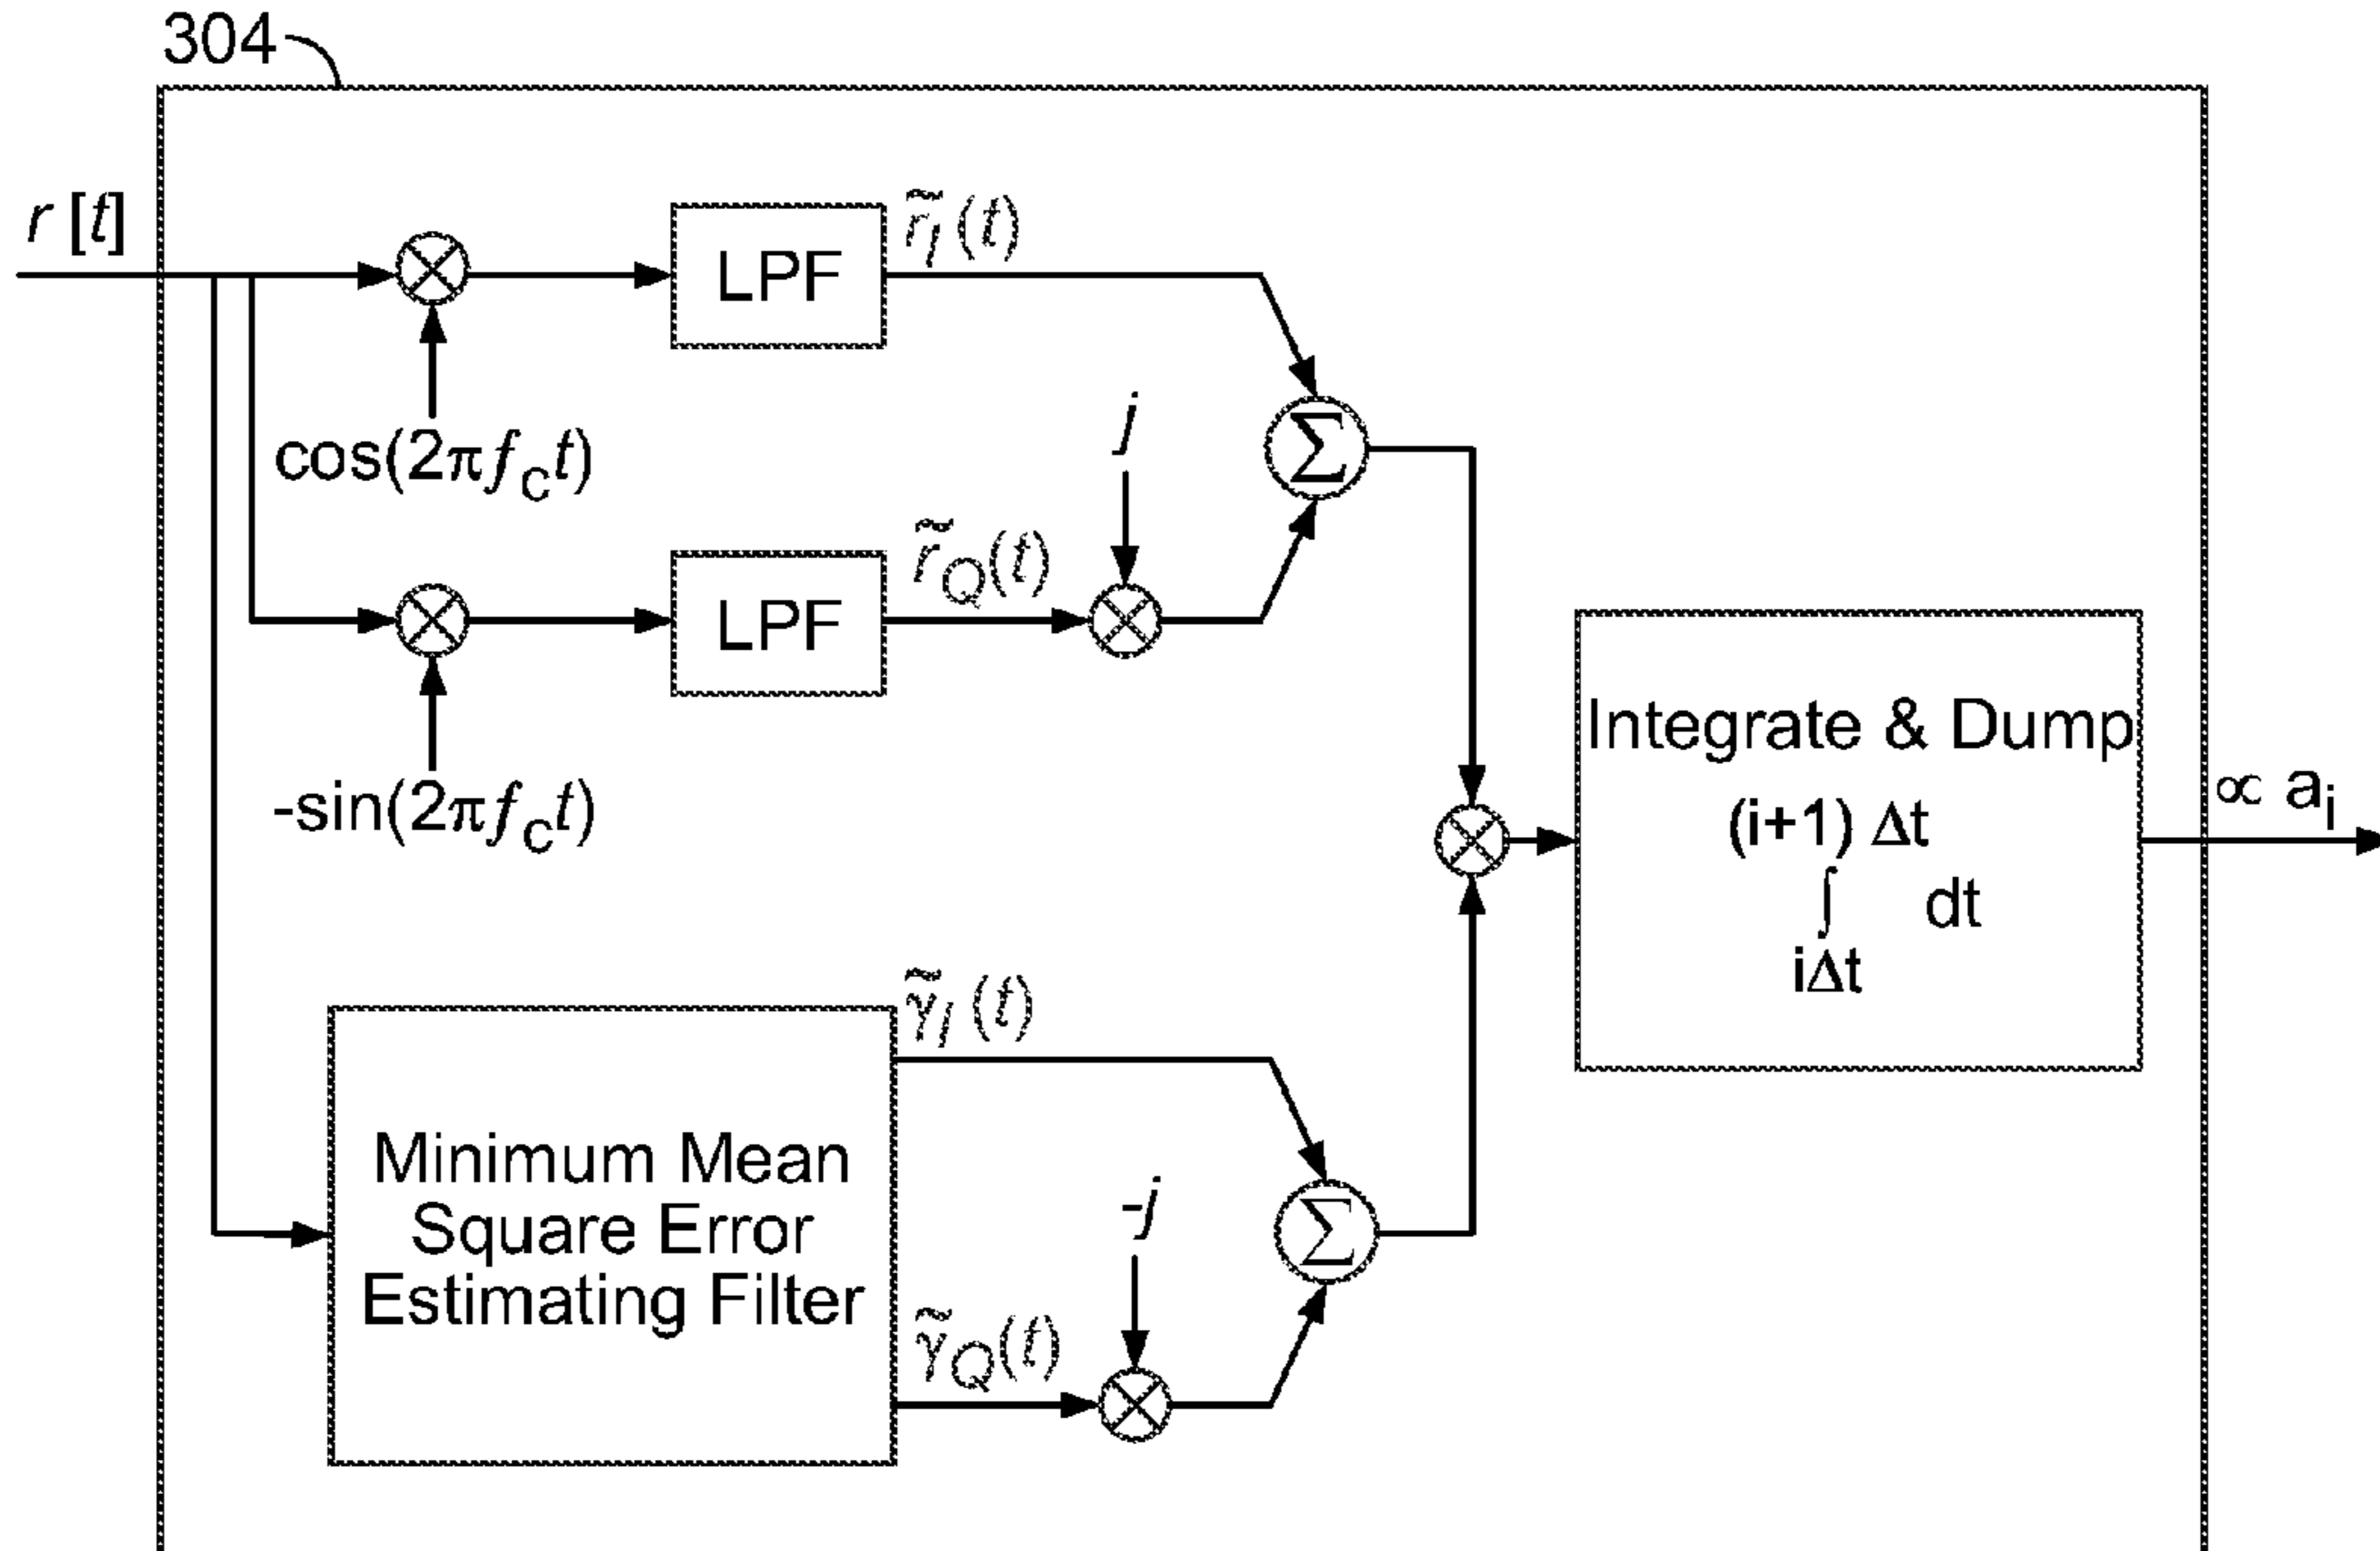 304
r [t]
r̃I (t)
LPF
cos(2πfCt)
j
r̃Q(t)
LPF
-sin(2πfCt)
Σ
Integrate & Dump
(i+1) Δt
∫ dt
iΔt
∝ ai
γ̃I (t)
Minimum Mean
Square Error
Estimating Filter
-j
Σ
γ̃Q(t)